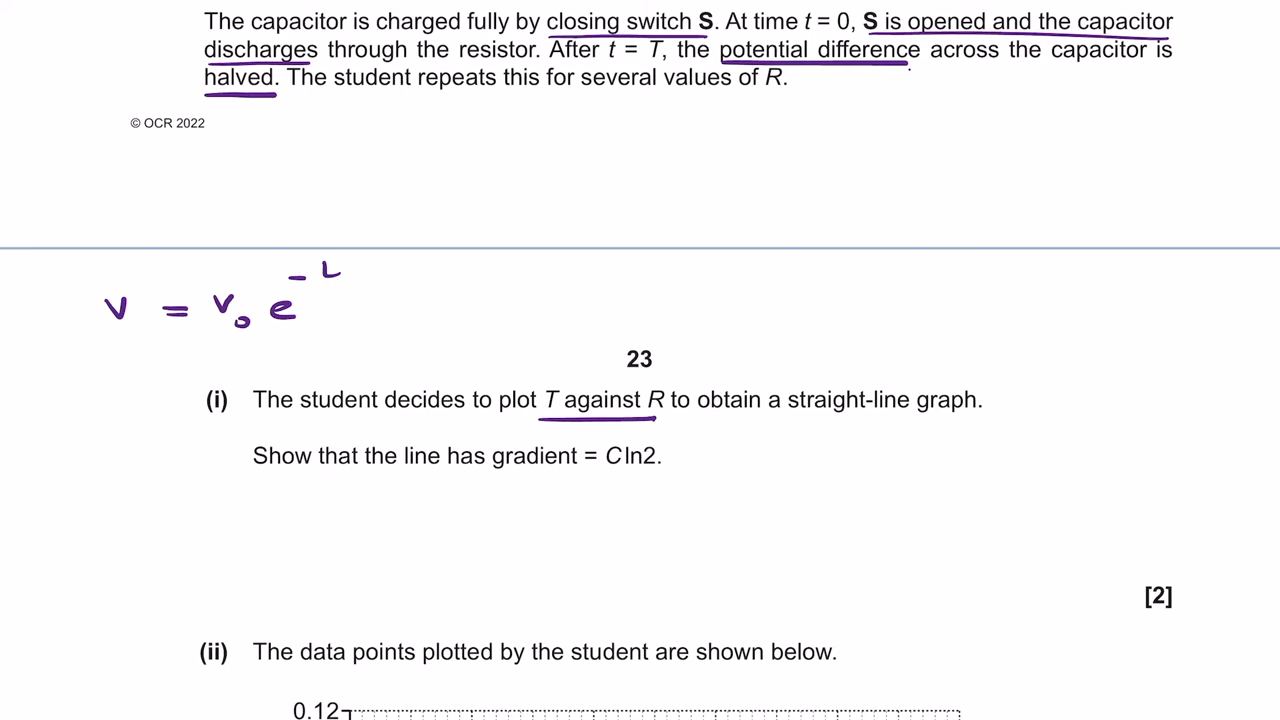 The capacitor is charged fully by closing switch S. At time t = 0, S is opened and the capacitor
discharges through the resistor. After t = T, the potential difference across the capacitor is
halved. The student repeats this for several values of R.
© OCR 2022
V = V₀ e⁻
23
(i) The student decides to plot T against R to obtain a straight-line graph.
Show that the line has gradient = C ln2.
[2]
(ii) The data points plotted by the student are shown below.
0.12